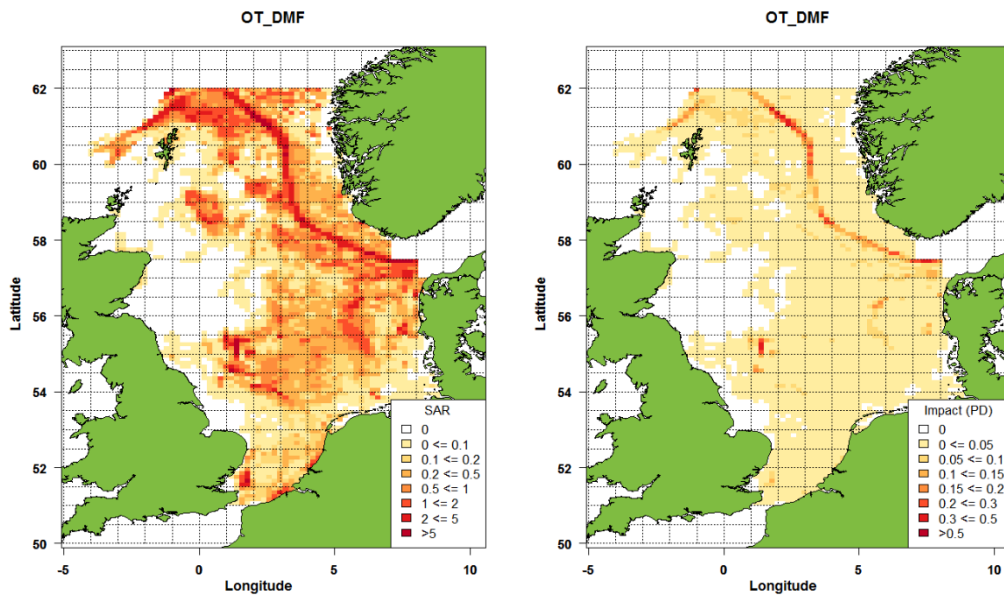 OT_DMF
Latitude
62
60
58
56
54
52
50
-5
0
5
10
Longitude
SAR
0
0 <= 0.1
0.1 <= 0.2
0.2 <= 0.5
0.5 <= 1
1 <= 2
2 <= 5
>5
OT_DMF
Latitude
62
60
58
56
54
52
50
-5
0
5
10
Longitude
Impact (PD)
0
0 <= 0.05
0.05 <= 0.1
0.1 <= 0.15
0.15 <= 0.2
0.2 <= 0.3
0.3 <= 0.5
>0.5